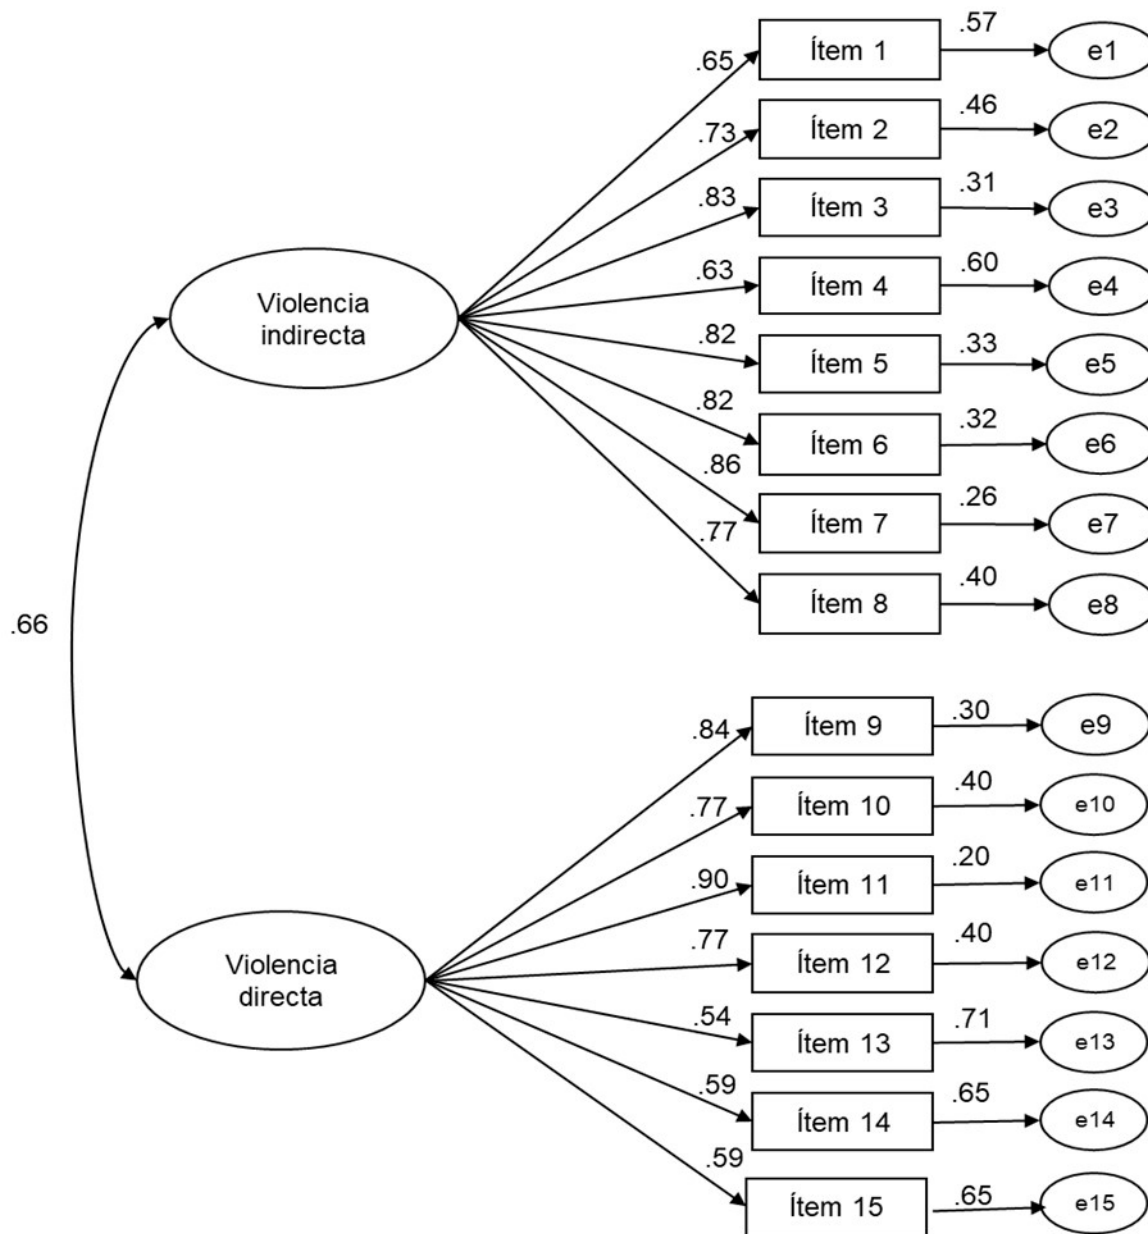 .65
Ítem 1
.57
e1
.73
Ítem 2
.46
e2
.83
Ítem 3
.31
e3
Violencia
indirecta
.63
Ítem 4
.60
e4
.82
Ítem 5
.33
e5
.82
Ítem 6
.32
e6
.86
Ítem 7
.26
e7
.77
Ítem 8
.40
e8
.66
.84
Ítem 9
.30
e9
.77
Ítem 10
.40
e10
.90
Ítem 11
.20
e11
Violencia
directa
.77
Ítem 12
.40
e12
.54
Ítem 13
.71
e13
.59
Ítem 14
.65
e14
.59
Ítem 15
.65
e15